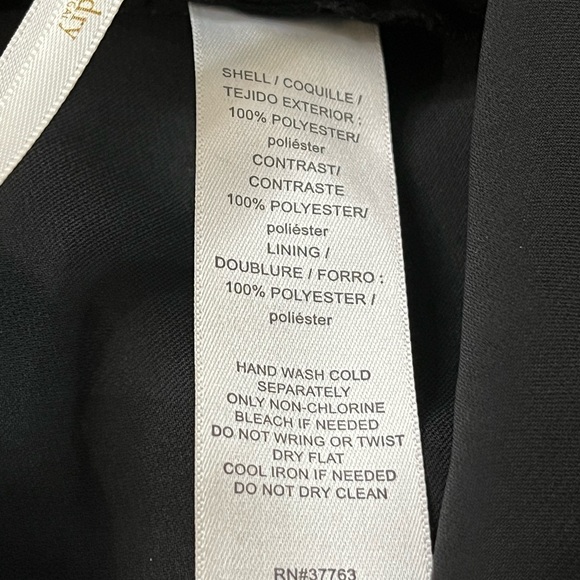 SHELL / COQUILLE /
TEJIDO EXTERIOR :
100% POLYESTER/
poliéster
CONTRAST/
CONTRASTE
100% POLYESTER/
poliéster
LINING /
DOUBLURE / FORRO :
100% POLYESTER /
poliéster
HAND WASH COLD
SEPARATELY
ONLY NON-CHLORINE
BLEACH IF NEEDED
DO NOT WRING OR TWIST
DRY FLAT
COOL IRON IF NEEDED
DO NOT DRY CLEAN
RN#37763